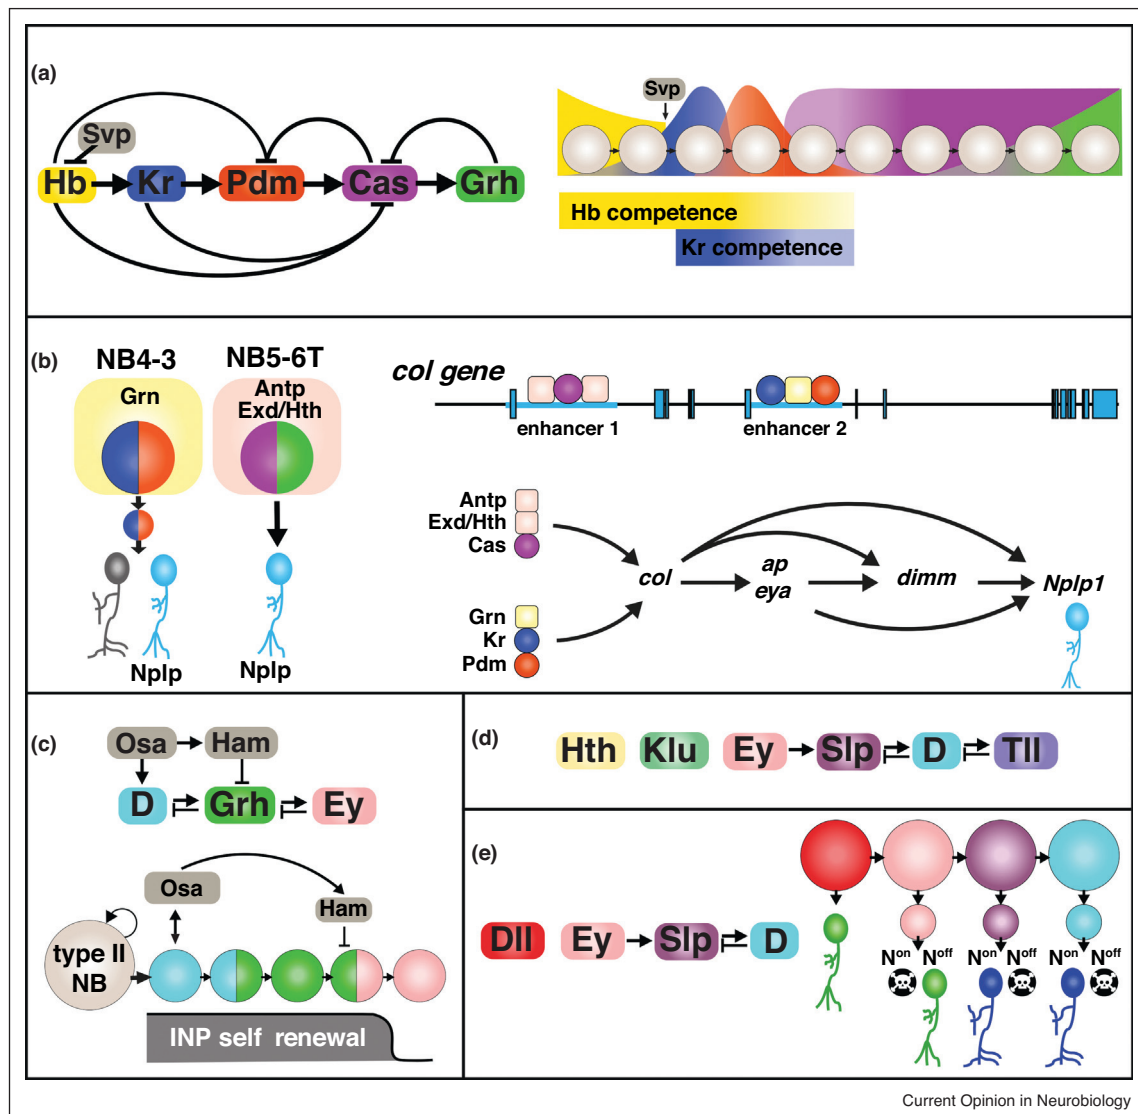 (a)
Svp
Hb Kr Pdm Cas Grh
Svp
Hb competence
Kr competence
(b)
NB4-3
Grn
NB5-6T
Antp
Exd/Hth
Nplp
Nplp
col gene
enhancer 1
enhancer 2
Antp
Exd/Hth
Cas
Grn
Kr
Pdm
col
ap
eya
dimm
Nplp1
(c)
Osa Ham
D Grh Ey
Osa
Ham
type II
NB
INP self renewal
(d)
Hth Klu Ey Slp D Tll
(e)
Dll Ey Slp D
Non Noff Non Noff Non Noff
Current Opinion in Neurobiology